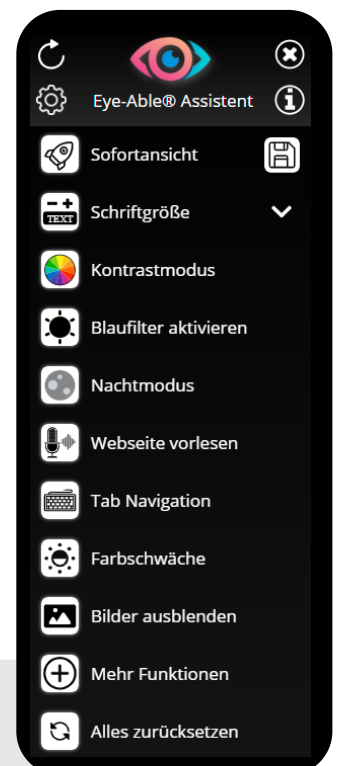 Eye-Able® Assistent
Sofortansicht
- +
TEXT
Schriftgröße
Kontrastmodus
Blaufilter aktivieren
Nachtmodus
Webseite vorlesen
Tab Navigation
Farbschwäche
Bilder ausblenden
Mehr Funktionen
Alles zurücksetzen